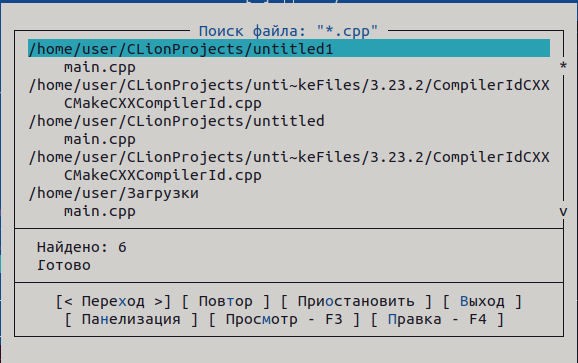 Поиск файла: "*.cpp"
/home/user/CLionProjects/untitled1
main.cpp
*
/home/user/CLionProjects/unti~keFiles/3.23.2/CompilerIdCXX
CMakeCXXCompilerId.cpp
/home/user/CLionProjects/untitled
main.cpp
/home/user/CLionProjects/unti~keFiles/3.23.2/CompilerIdCXX
CMakeCXXCompilerId.cpp
/home/user/Загрузки
main.cpp
v
Найдено: 6
Готово
[< Переход >] [ Повтор ] [ Приостановить ] [ Выход ]
[ Панелизация ] [ Просмотр - F3 ] [ Правка - F4 ]